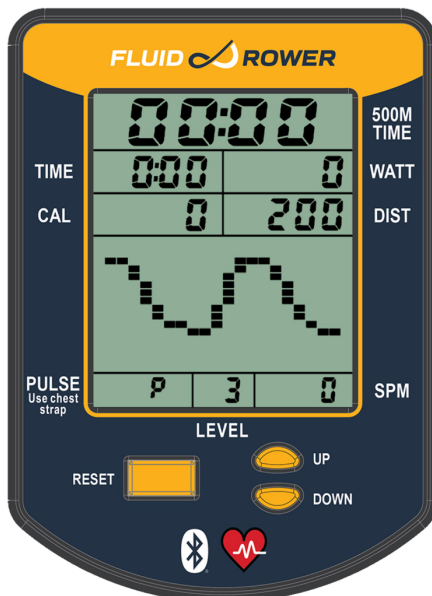 FLUID ROWER
00:00 500M
TIME
TIME 0:00 0 WATT
CAL 0 200 DIST
PULSE P 3 0 SPM
Use chest
strap
LEVEL
RESET
UP
DOWN